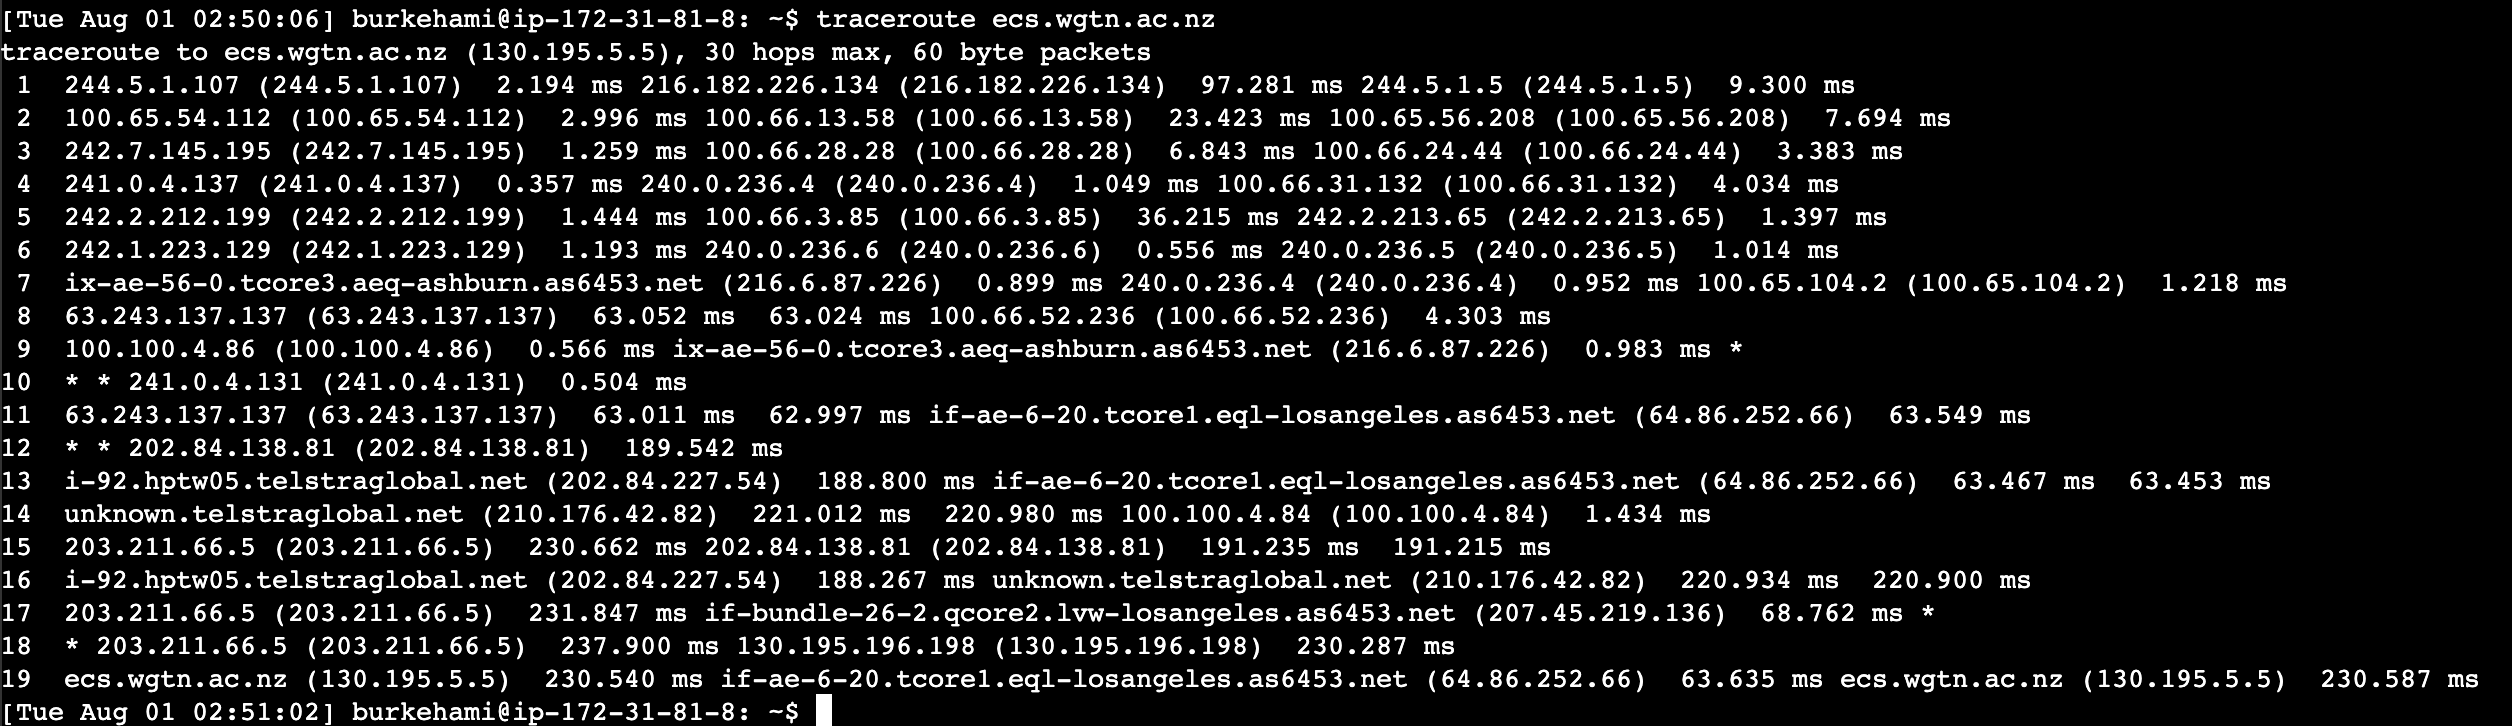 [Tue Aug 01 02:50:06] burkehami@ip-172-31-81-8: ~$ traceroute ecs.wgtn.ac.nz
traceroute to ecs.wgtn.ac.nz (130.195.5.5), 30 hops max, 60 byte packets
 1  244.5.1.107 (244.5.1.107)  2.194 ms 216.182.226.134 (216.182.226.134)  97.281 ms 244.5.1.5 (244.5.1.5)  9.300 ms
 2  100.65.54.112 (100.65.54.112)  2.996 ms 100.66.13.58 (100.66.13.58)  23.423 ms 100.65.56.208 (100.65.56.208)  7.694 ms
 3  242.7.145.195 (242.7.145.195)  1.259 ms 100.66.28.28 (100.66.28.28)  6.843 ms 100.66.24.44 (100.66.24.44)  3.383 ms
 4  241.0.4.137 (241.0.4.137)  0.357 ms 240.0.236.4 (240.0.236.4)  1.049 ms 100.66.31.132 (100.66.31.132)  4.034 ms
 5  242.2.212.199 (242.2.212.199)  1.444 ms 100.66.3.85 (100.66.3.85)  36.215 ms 242.2.213.65 (242.2.213.65)  1.397 ms
 6  242.1.223.129 (242.1.223.129)  1.193 ms 240.0.236.6 (240.0.236.6)  0.556 ms 240.0.236.5 (240.0.236.5)  1.014 ms
 7  ix-ae-56-0.tcore3.aeq-ashburn.as6453.net (216.6.87.226)  0.899 ms 240.0.236.4 (240.0.236.4)  0.952 ms 100.65.104.2 (100.65.104.2)  1.218 ms
 8  63.243.137.137 (63.243.137.137)  63.052 ms  63.024 ms 100.66.52.236 (100.66.52.236)  4.303 ms
 9  100.100.4.86 (100.100.4.86)  0.566 ms ix-ae-56-0.tcore3.aeq-ashburn.as6453.net (216.6.87.226)  0.983 ms *
10  * * 241.0.4.131 (241.0.4.131)  0.504 ms
11  63.243.137.137 (63.243.137.137)  63.011 ms  62.997 ms if-ae-6-20.tcore1.eql-losangeles.as6453.net (64.86.252.66)  63.549 ms
12  * * 202.84.138.81 (202.84.138.81)  189.542 ms
13  i-92.hptw05.telstraglobal.net (202.84.227.54)  188.800 ms if-ae-6-20.tcore1.eql-losangeles.as6453.net (64.86.252.66)  63.467 ms  63.453 ms
14  unknown.telstraglobal.net (210.176.42.82)  221.012 ms  220.980 ms 100.100.4.84 (100.100.4.84)  1.434 ms
15  203.211.66.5 (203.211.66.5)  230.662 ms 202.84.138.81 (202.84.138.81)  191.235 ms  191.215 ms
16  i-92.hptw05.telstraglobal.net (202.84.227.54)  188.267 ms unknown.telstraglobal.net (210.176.42.82)  220.934 ms  220.900 ms
17  203.211.66.5 (203.211.66.5)  231.847 ms if-bundle-26-2.qcore2.lvw-losangeles.as6453.net (207.45.219.136)  68.762 ms *
18  * 203.211.66.5 (203.211.66.5)  237.900 ms 130.195.196.198 (130.195.196.198)  230.287 ms
19  ecs.wgtn.ac.nz (130.195.5.5)  230.540 ms if-ae-6-20.tcore1.eql-losangeles.as6453.net (64.86.252.66)  63.635 ms ecs.wgtn.ac.nz (130.195.5.5)  230.587 ms
[Tue Aug 01 02:51:02] burkehami@ip-172-31-81-8: ~$